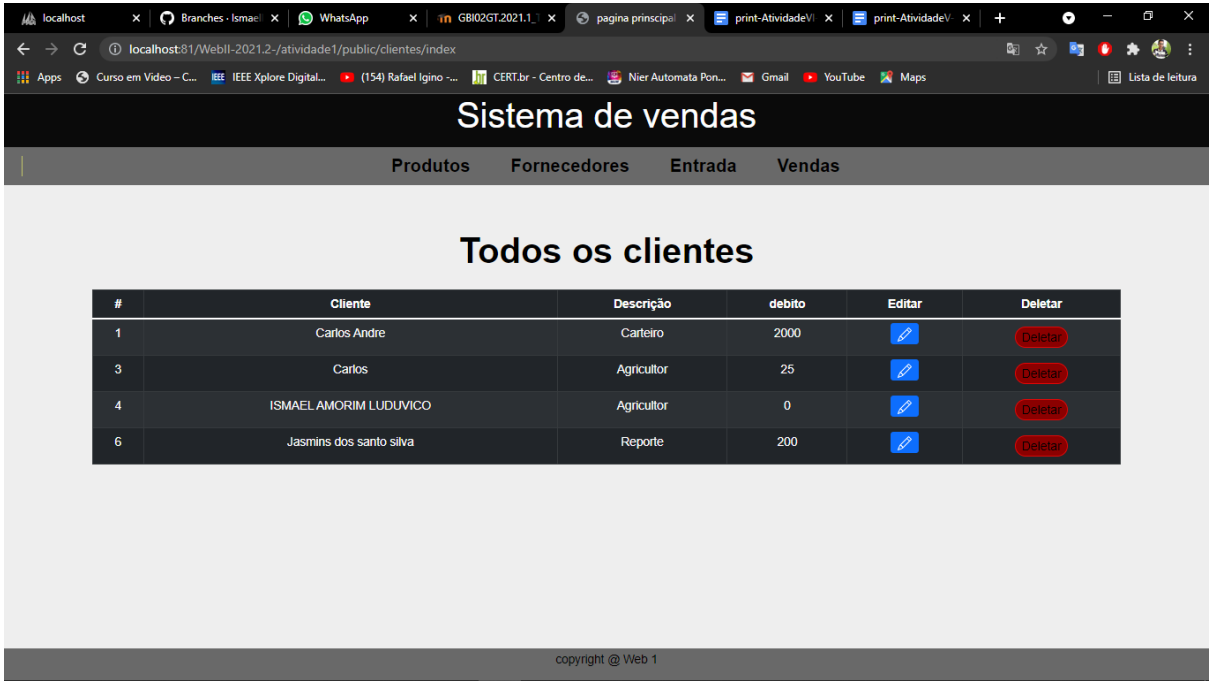 localhost
Branches · Ismael
WhatsApp
GBI02GT.2021.1_T
pagina prinscipal
print-AtividadeVI
print-AtividadeV-
localhost:81/WebII-2021.2-/atividade1/public/clientes/index
Apps
Curso em Video – C...
IEEE IEEE Xplore Digital...
(154) Rafael Igino -...
CERT.br - Centro de...
Nier Automata Pon...
Gmail
YouTube
Maps
Lista de leitura
Sistema de vendas
Produtos Fornecedores Entrada Vendas
Todos os clientes
# Cliente Descrição debito Editar Deletar
1 Carlos Andre Carteiro 2000 Deletar
3 Carlos Agricultor 25 Deletar
4 ISMAEL AMORIM LUDUVICO Agricultor 0 Deletar
6 Jasmins dos santo silva Reporte 200 Deletar
copyright @ Web 1